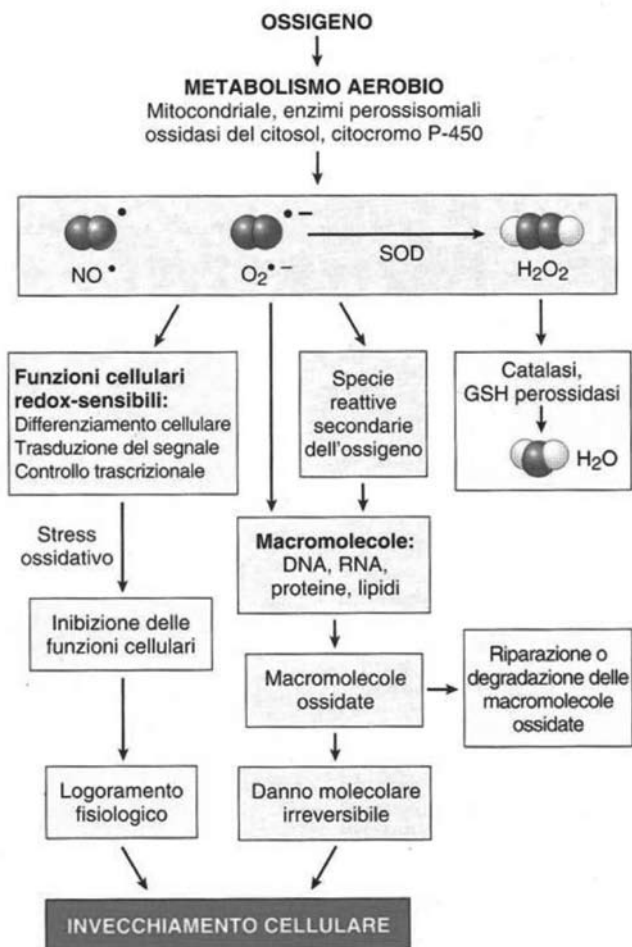 OSSIGENO
METABOLISMO AEROBIO
Mitocondriale, enzimi perossisomiali
ossidasi del citosol, citocromo P-450
NO•
O₂•−
SOD
H₂O₂
Funzioni cellulari
redox-sensibili:
Differenziamento cellulare
Trasduzione del segnale
Controllo trascrizionale
Specie
reattive
secondarie
dell'ossigeno
Catalasi,
GSH perossidasi
H₂O
Stress
ossidativo
Macromolecole:
DNA, RNA,
proteine, lipidi
Inibizione delle
funzioni cellulari
Macromolecole
ossidate
Riparazione o
degradazione delle
macromolecole
ossidate
Logoramento
fisiologico
Danno molecolare
irreversibile
INVECCHIAMENTO CELLULARE